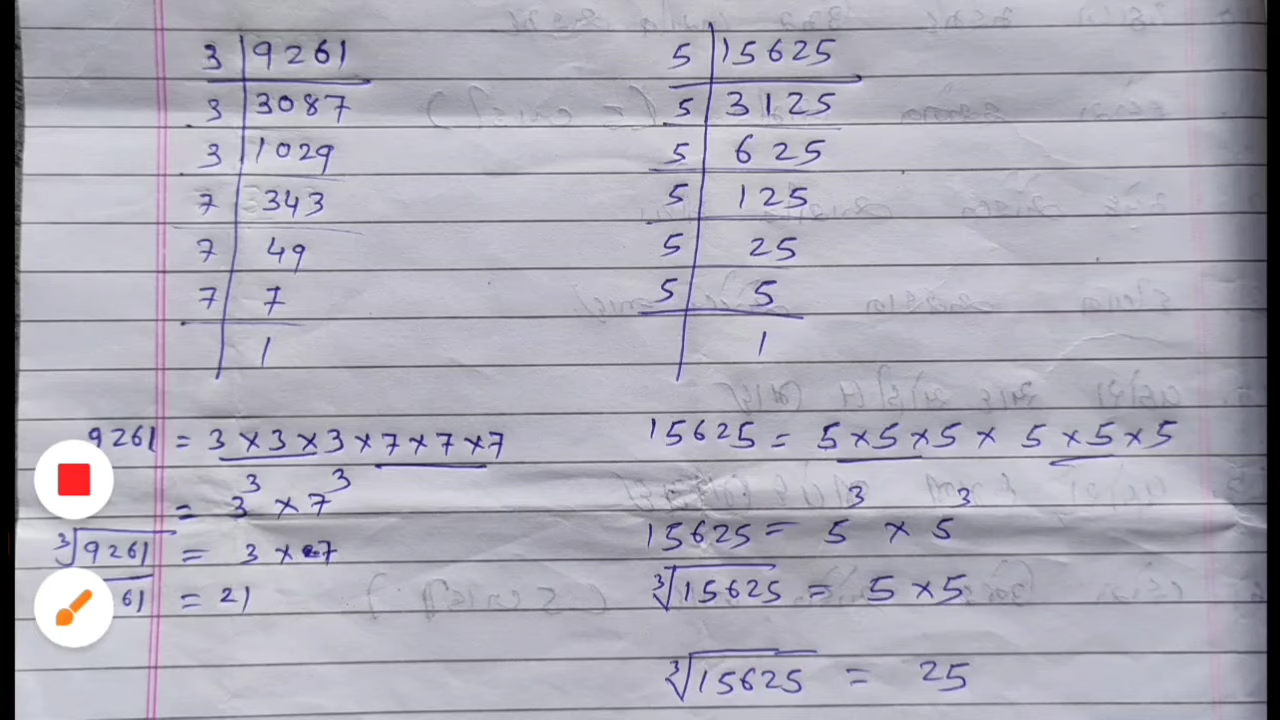 3 | 9261
3 | 3087
3 | 1029
7 | 343
7 | 49
7 | 7
1
9261 = 3 × 3 × 3 × 7 × 7 × 7
= 3³ × 7³
∛9261 = 3 × 7
61 = 21
5 | 15625
5 | 3125
5 | 625
5 | 125
5 | 25
5 | 5
1
15625 = 5 × 5 × 5 × 5 × 5 × 5
15625 = 5³ × 5³
∛15625 = 5 × 5
∛15625 = 25